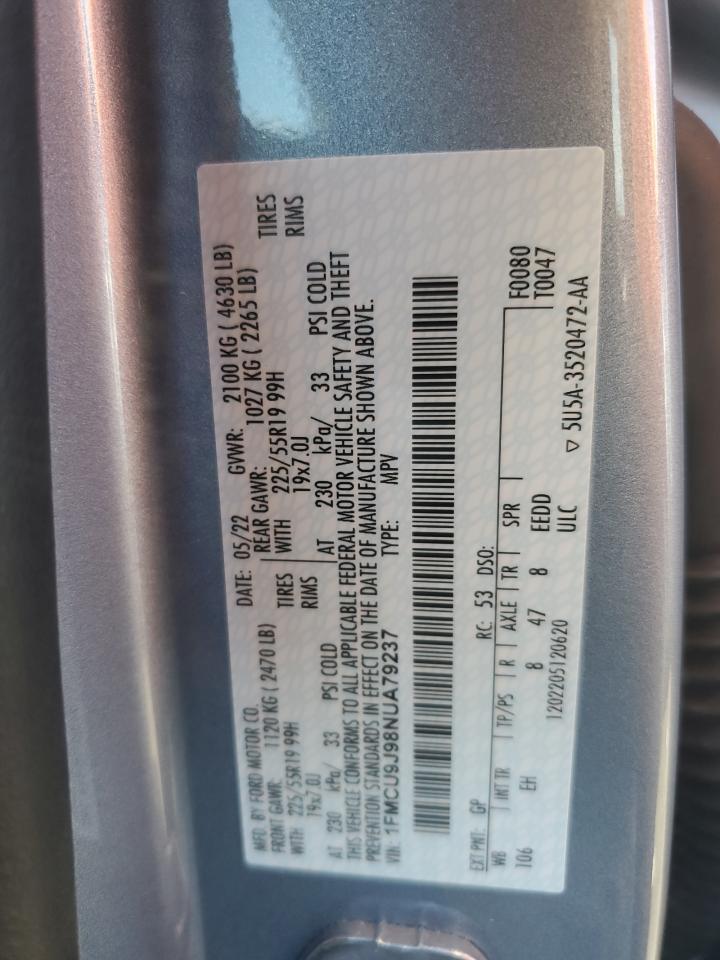 MFD. BY FORD MOTOR CO.
DATE: 05/22 GVWR: 2100 KG ( 4630 LB)
FRONT GAWR: 1120 KG ( 2470 LB) REAR GAWR: 1027 KG ( 2265 LB)
WITH 225/55R19 99H TIRES WITH 225/55R19 99H TIRES
19x7.0J RIMS 19x7.0J RIMS
AT 230 kPa/ 33 PSI COLD AT 230 kPa/ 33 PSI COLD
THIS VEHICLE CONFORMS TO ALL APPLICABLE FEDERAL MOTOR VEHICLE SAFETY AND THEFT
PREVENTION STANDARDS IN EFFECT ON THE DATE OF MANUFACTURE SHOWN ABOVE.
VIN: 1FMCU9J98NUA79237 TYPE: MPV
EXT PNT: GP RC: 53 DSO: F0080
WB INT TR TP/PS R AXLE TR SPR T0047
106 EH 8 47 8 EEDD
1202205120620 ULC ▽ 5U5A-3520472-AA